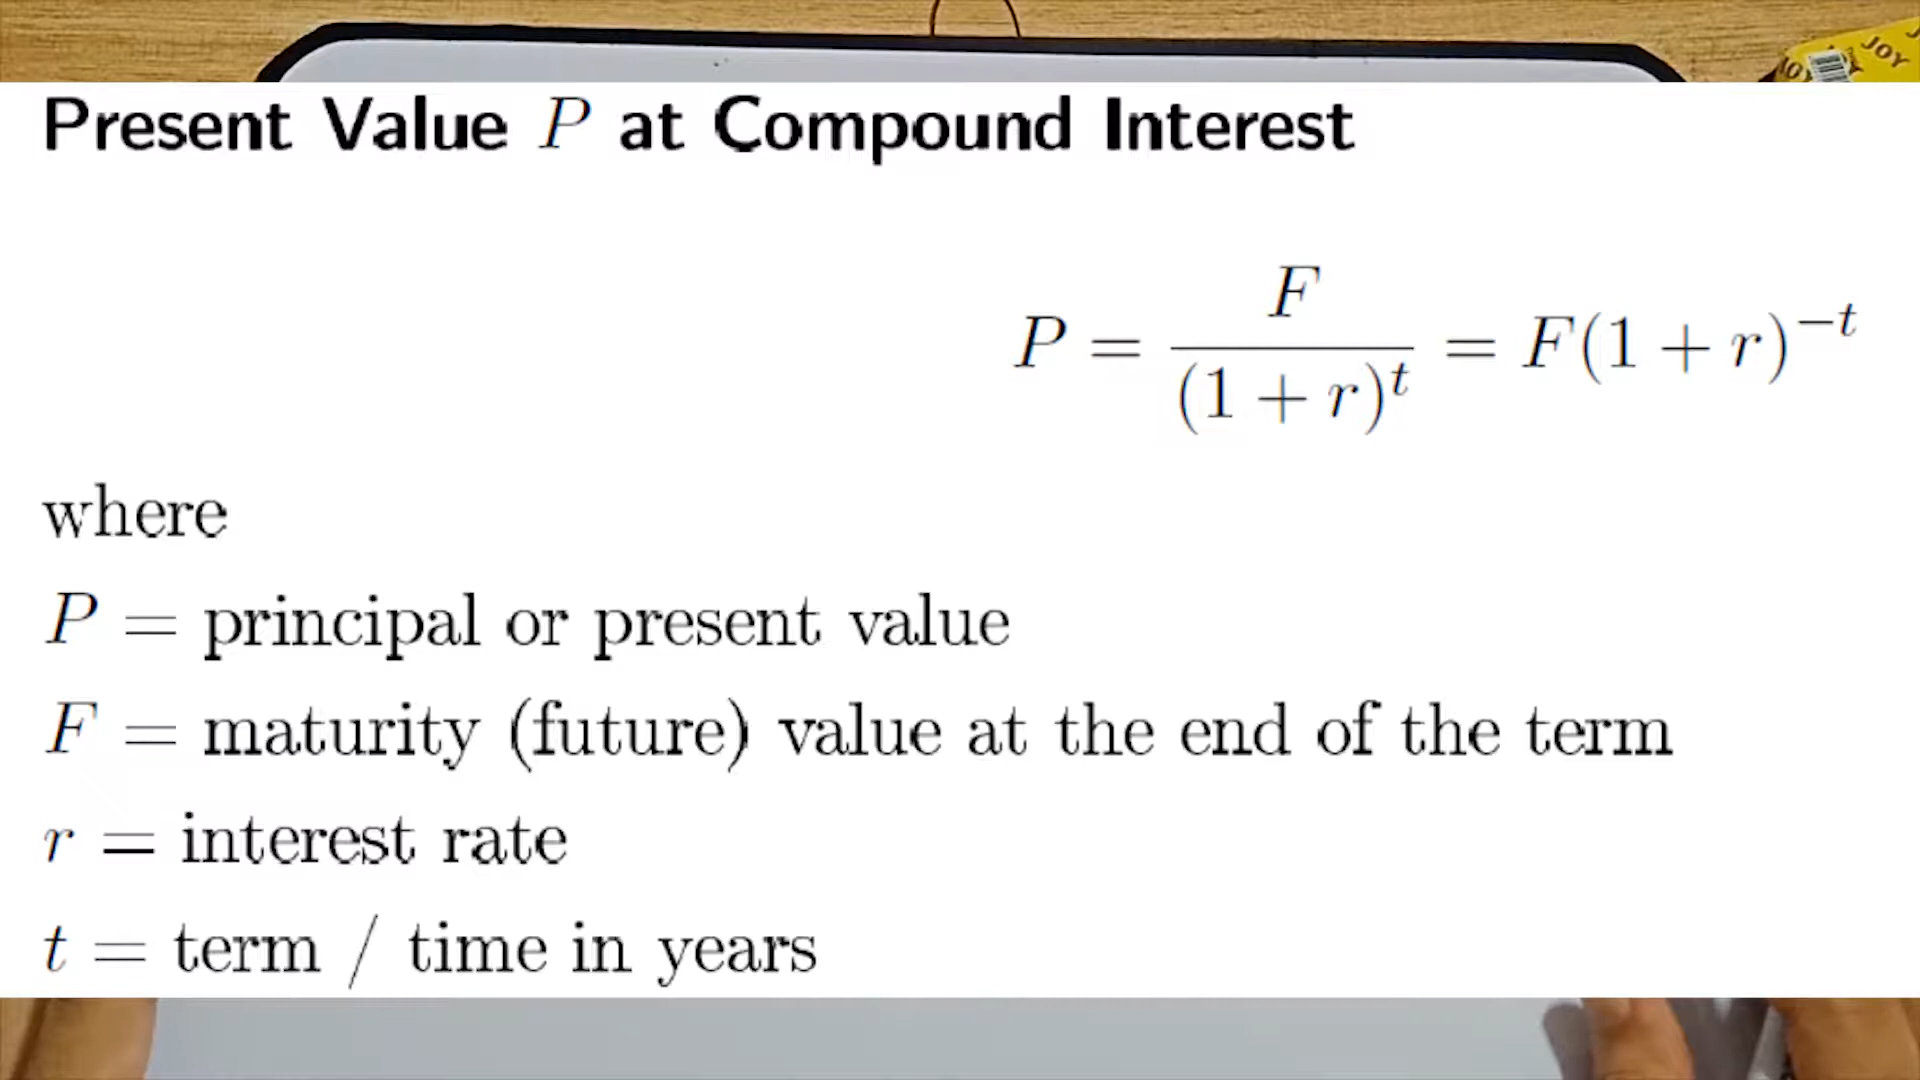 JOY
Present Value P at Compound Interest
P = F/(1 + r)^t = F(1 + r)^−t
where
P = principal or present value
F = maturity (future) value at the end of the term
r = interest rate
t = term / time in years